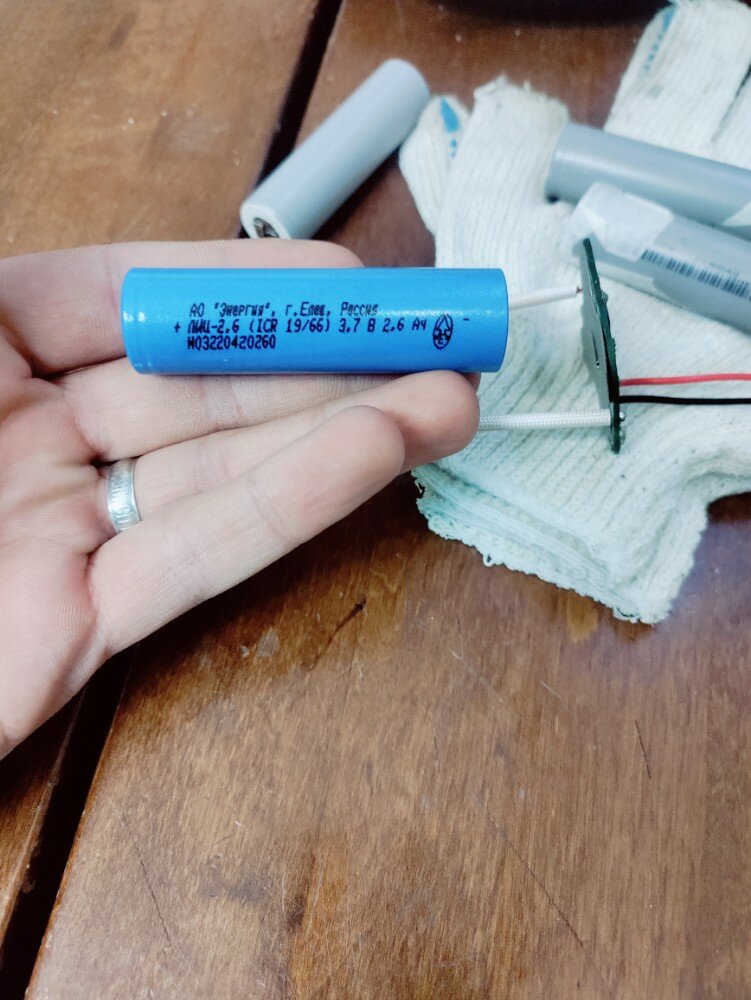 АО "Энергия", г.Елец, Россия
+ ЛИЦ-2.6 (ICR 19/66) 3.7 В 2.6 Ач -
N03220420260